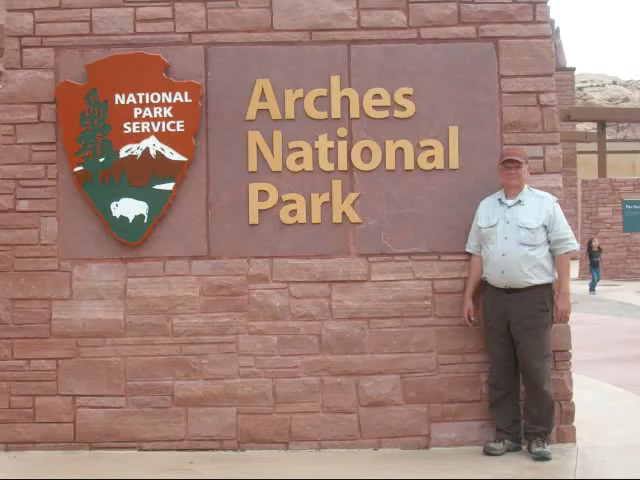 NATIONAL
PARK
SERVICE
Arches
National
Park